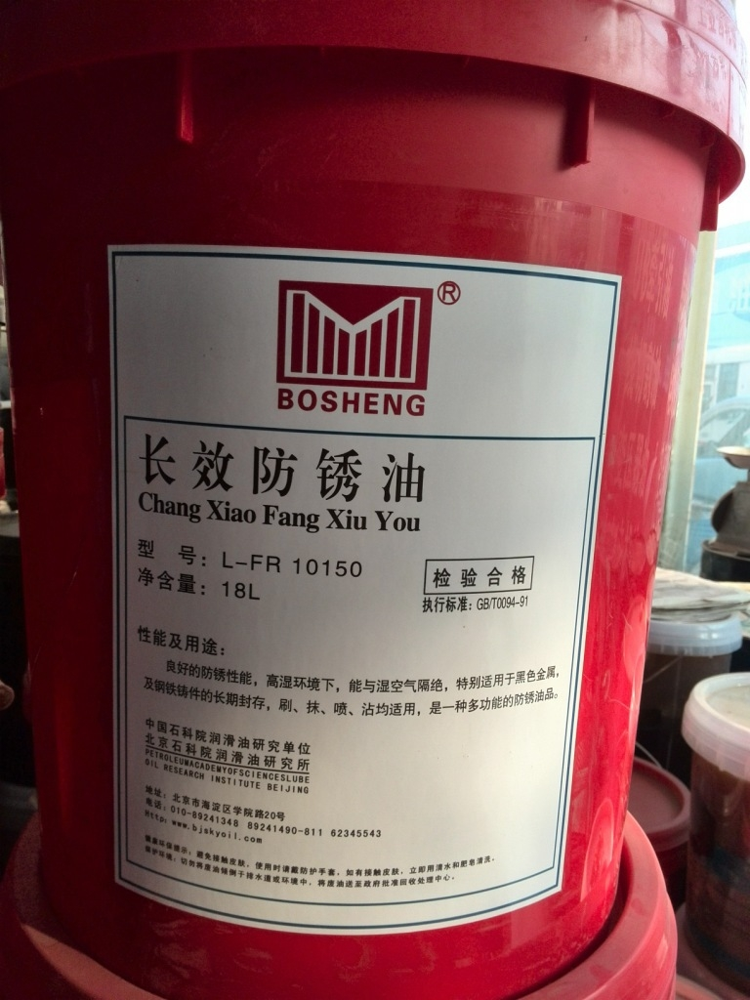 ®
BOSHENG
长效防锈油
Chang Xiao Fang Xiu You
型 号：L-FR 10150
净含量：18L
检验合格
执行标准：GB/T0094-91
性能及用途：
良好的防锈性能，高湿环境下，能与湿空气隔绝，特别适用于黑色金属，
及钢铁铸件的长期封存，刷、抹、喷、沾均适用，是一种多功能的防锈油品。
中国石科院润滑油研究单位
北京石科院润滑油研究所
PETROLEUMACADEMYOFSCIENCESLUBE
OIL RESEARCH INSTITUTE BEIJING
地址：北京市海淀区学院路20号
电话：010-89241348 89241490-811 62345543
Http：www.bjskyoil.com
健康环保提示：避免接触皮肤，使用时请戴防护手套，如有接触皮肤，立即用清水和肥皂清洗。
保护环境，切勿将废油倾倒于排水道或环境中，将废油送至政府批准回收处理中心。